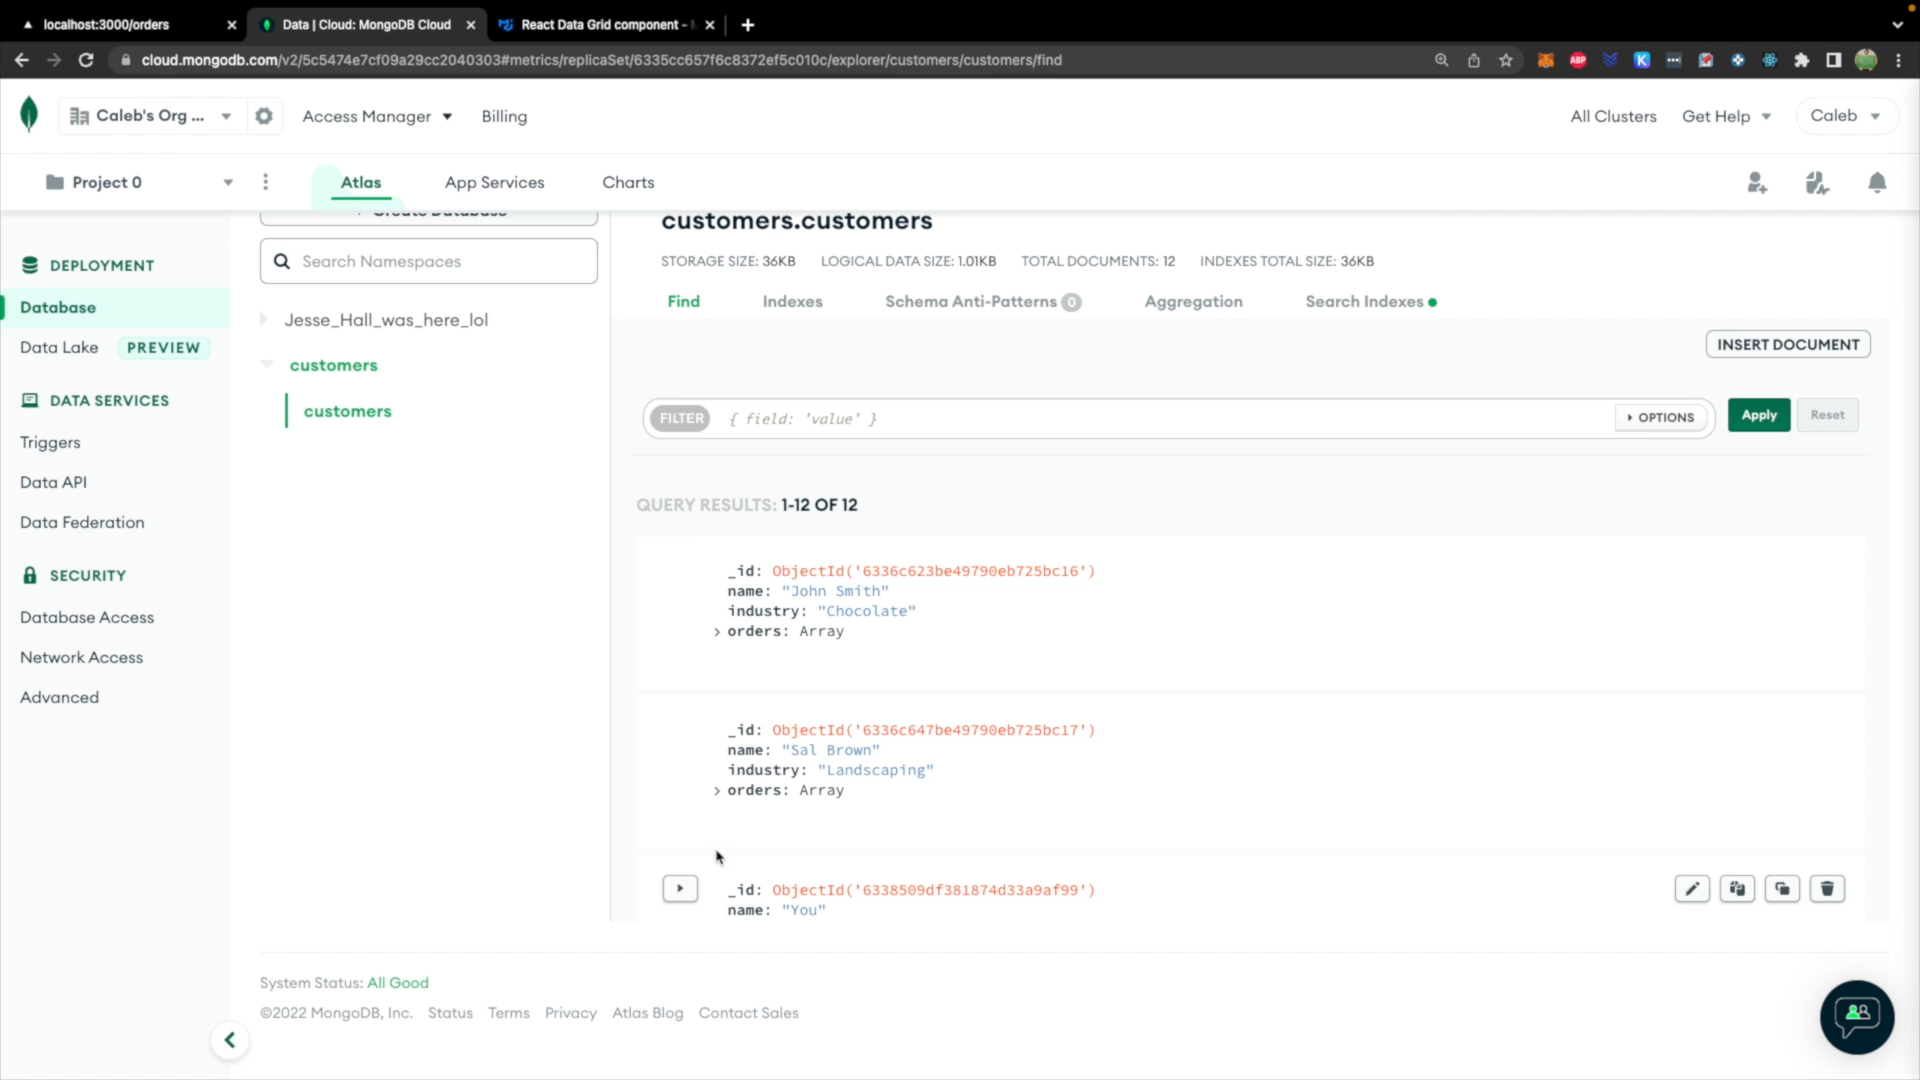 localhost:3000/orders
Data | Cloud: MongoDB Cloud
React Data Grid component -
cloud.mongodb.com/v2/5c5474e7cf09a29cc2040303#metrics/replicaSet/6335cc657f6c8372ef5c010c/explorer/customers/customers/find
ABP
K
Caleb's Org ...
Access Manager
Billing
All Clusters
Get Help
Caleb
Project 0
Atlas
App Services
Charts
DEPLOYMENT
Database
Data Lake PREVIEW
DATA SERVICES
Triggers
Data API
Data Federation
SECURITY
Database Access
Network Access
Advanced
Create Database
Search Namespaces
Jesse_Hall_was_here_lol
customers
customers
customers.customers
STORAGE SIZE: 36KB LOGICAL DATA SIZE: 1.01KB TOTAL DOCUMENTS: 12 INDEXES TOTAL SIZE: 36KB
Find Indexes Schema Anti-Patterns 0 Aggregation Search Indexes
INSERT DOCUMENT
FILTER { field: 'value' } OPTIONS Apply Reset
QUERY RESULTS: 1-12 OF 12
_id: ObjectId('6336c623be49790eb725bc16')
name: "John Smith"
industry: "Chocolate"
orders: Array
_id: ObjectId('6336c647be49790eb725bc17')
name: "Sal Brown"
industry: "Landscaping"
orders: Array
_id: ObjectId('6338509df381874d33a9af99')
name: "You"
System Status: All Good
©2022 MongoDB, Inc. Status Terms Privacy Atlas Blog Contact Sales